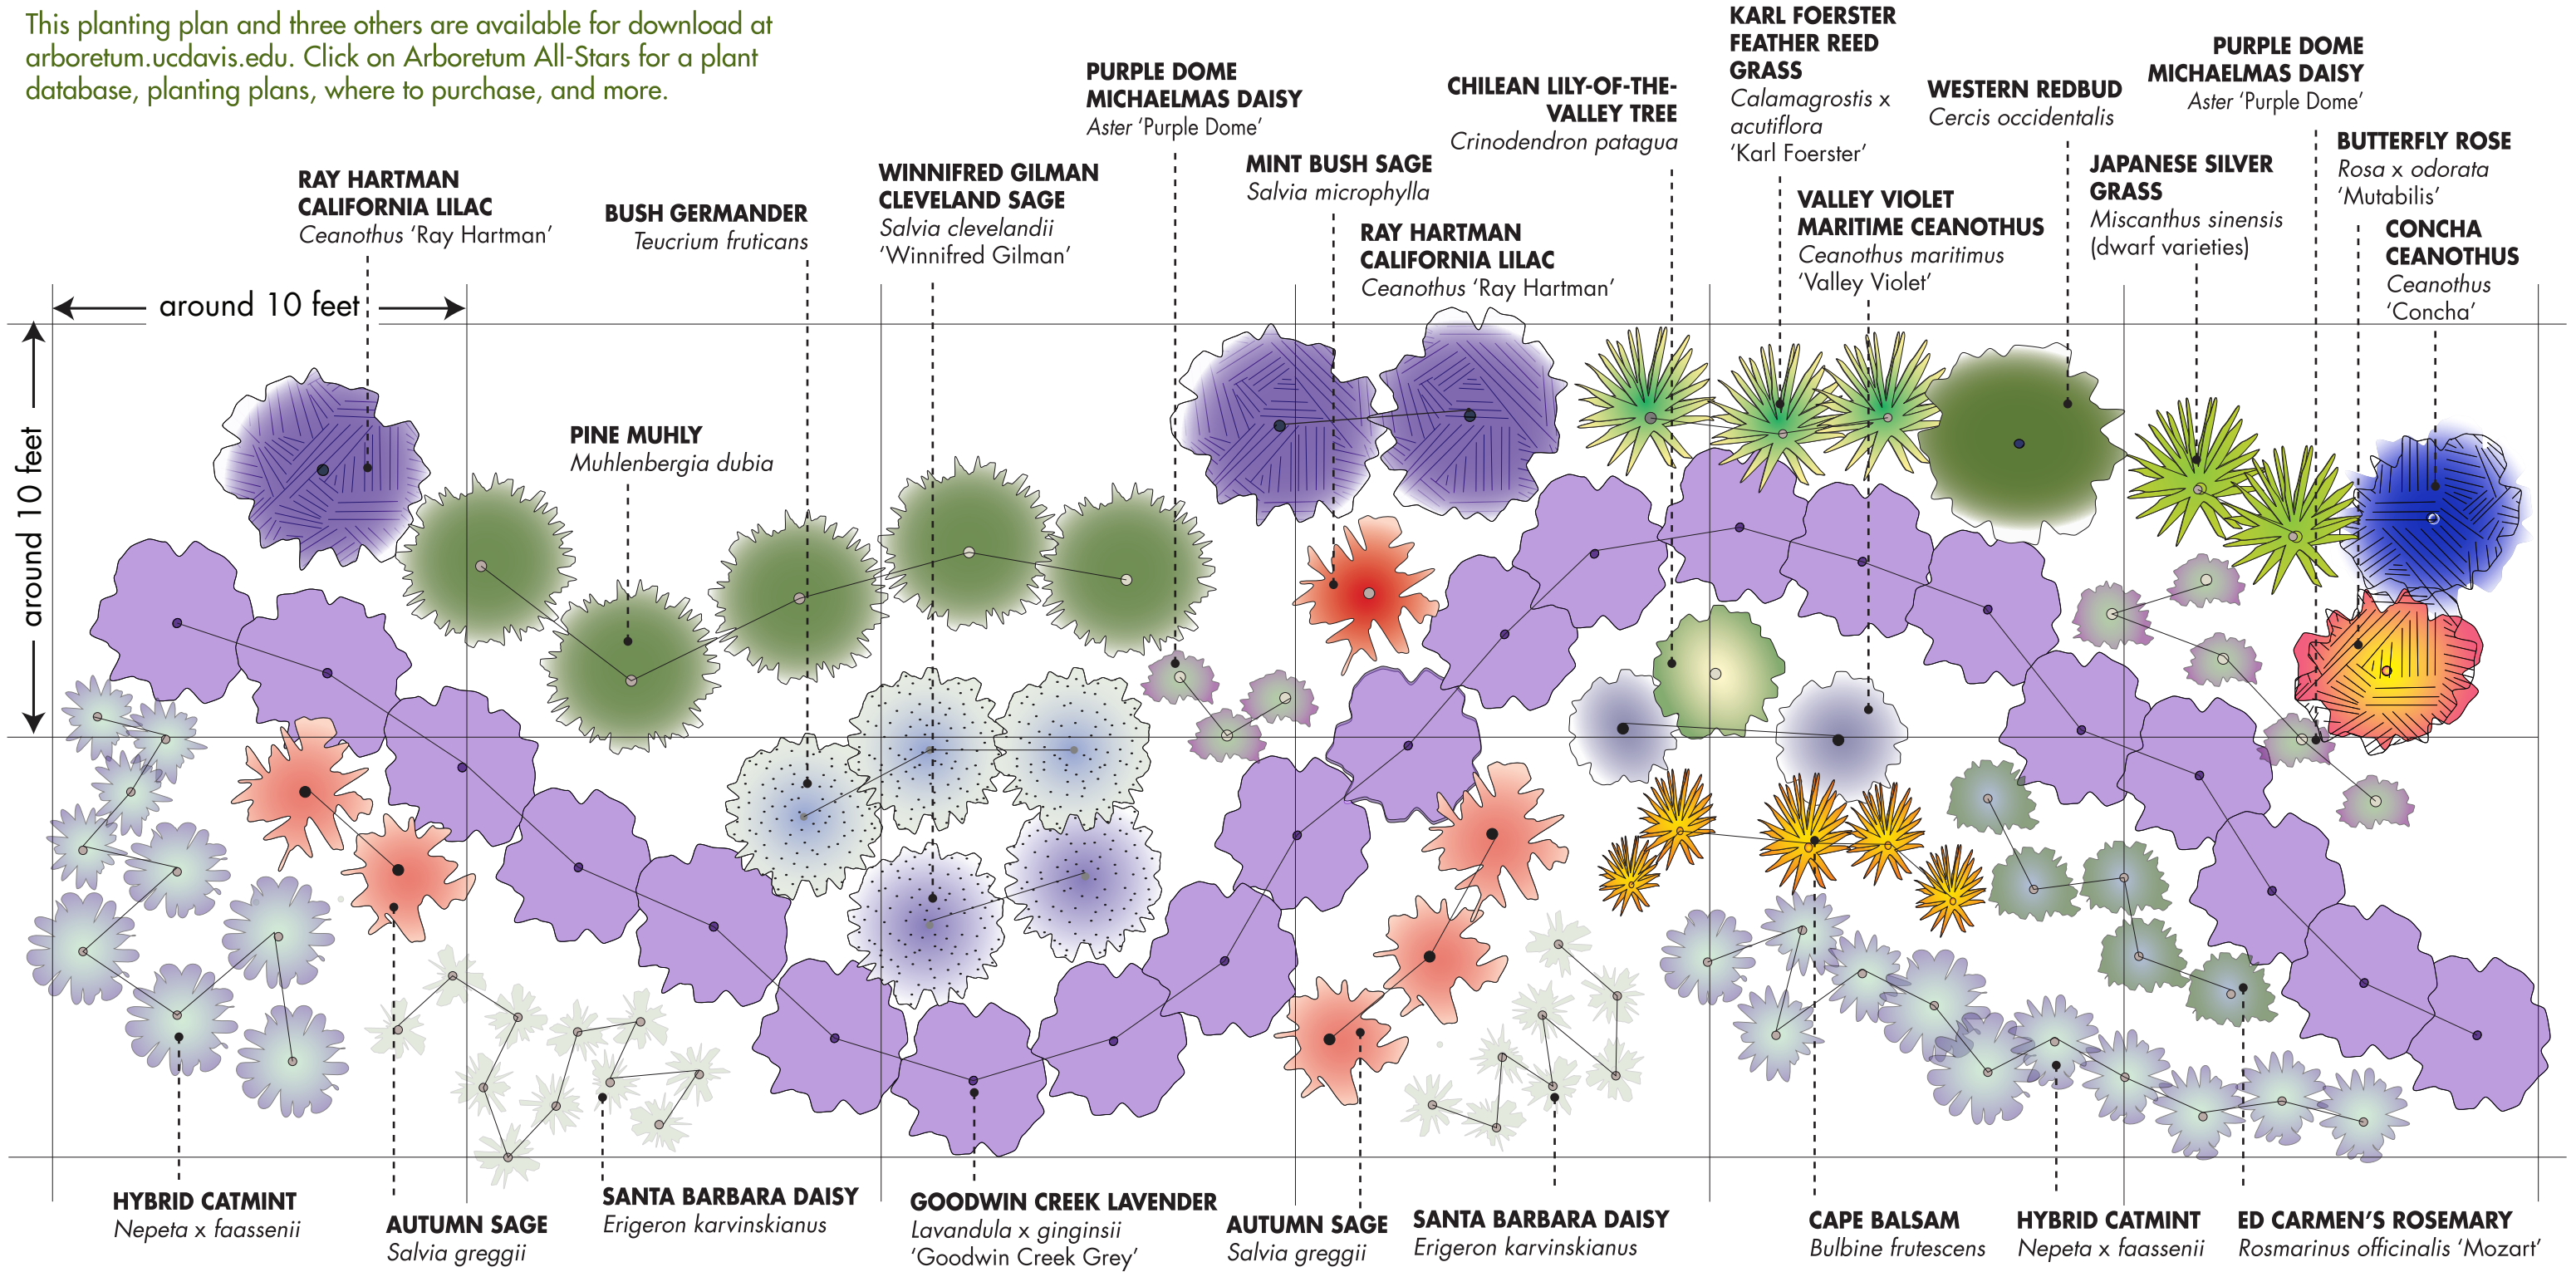 This planting plan and three others are available for download at
arboretum.ucdavis.edu. Click on Arboretum All-Stars for a plant
database, planting plans, where to purchase, and more.
RAY HARTMAN
CALIFORNIA LILAC
Ceanothus ‘Ray Hartman’
BUSH GERMANDER
Teucrium fruticans
WINNIFRED GILMAN
CLEVELAND SAGE
Salvia clevelandii
‘Winnifred Gilman’
PURPLE DOME
MICHAELMAS DAISY
Aster ‘Purple Dome’
MINT BUSH SAGE
Salvia microphylla
RAY HARTMAN
CALIFORNIA LILAC
Ceanothus ‘Ray Hartman’
CHILEAN LILY-OF-THE-
VALLEY TREE
Crinodendron patagua
KARL FOERSTER
FEATHER REED
GRASS
Calamagrostis x
acutiflora
‘Karl Foerster’
VALLEY VIOLET
MARITIME CEANOTHUS
Ceanothus maritimus
‘Valley Violet’
WESTERN REDBUD
Cercis occidentalis
JAPANESE SILVER
GRASS
Miscanthus sinensis
(dwarf varieties)
PURPLE DOME
MICHAELMAS DAISY
Aster ‘Purple Dome’
BUTTERFLY ROSE
Rosa x odorata
‘Mutabilis’
CONCHA
CEANOTHUS
Ceanothus
‘Concha’
around 10 feet
around 10 feet
PINE MUHLY
Muhlenbergia dubia
HYBRID CATMINT
Nepeta x faassenii
AUTUMN SAGE
Salvia greggii
SANTA BARBARA DAISY
Erigeron karvinskianus
GOODWIN CREEK LAVENDER
Lavandula x ginginsii
‘Goodwin Creek Grey’
AUTUMN SAGE
Salvia greggii
SANTA BARBARA DAISY
Erigeron karvinskianus
CAPE BALSAM
Bulbine frutescens
HYBRID CATMINT
Nepeta x faassenii
ED CARMEN’S ROSEMARY
Rosmarinus officinalis ‘Mozart’